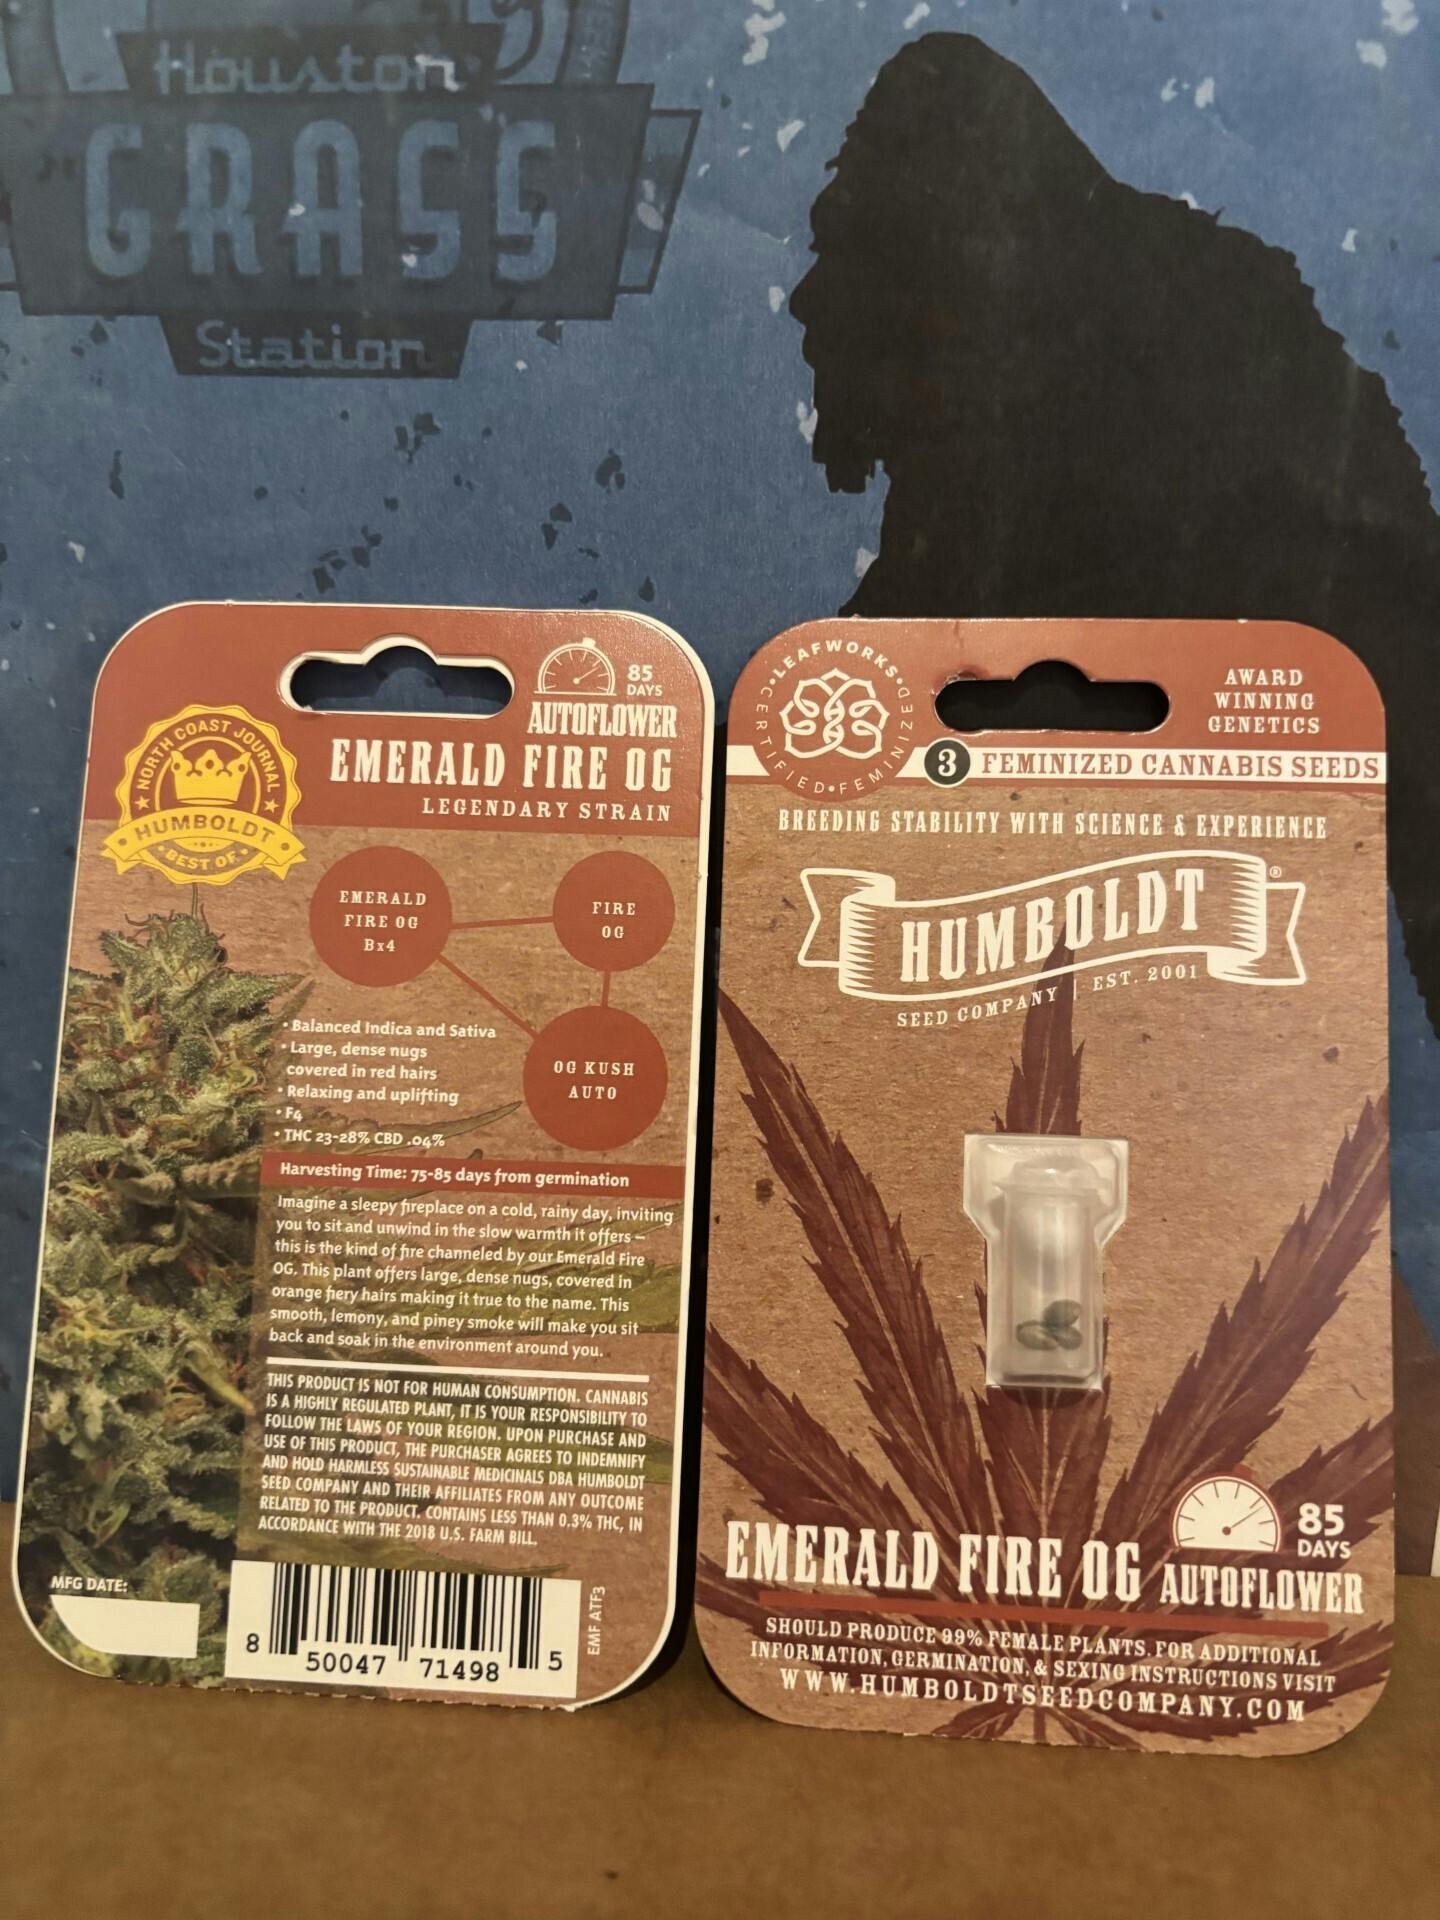 Houston
GRASS
Station
85
DAYS
AUTOFLOWER
EMERALD FIRE OG
LEGENDARY STRAIN
NORTH COAST JOURNAL
HUMBOLDT
• BEST OF •
EMERALD
FIRE OG
Bx4
FIRE
OG
OG KUSH
AUTO
• Balanced Indica and Sativa
• Large, dense nugs
covered in red hairs
• Relaxing and uplifting
• F4
• THC 23-28% CBD .04%
Harvesting Time: 75-85 days from germination
Imagine a sleepy fireplace on a cold, rainy day, inviting
you to sit and unwind in the slow warmth it offers –
this is the kind of fire channeled by our Emerald Fire
OG. This plant offers large, dense nugs, covered in
orange fiery hairs making it true to the name. This
smooth, lemony, and piney smoke will make you sit
back and soak in the environment around you.
THIS PRODUCT IS NOT FOR HUMAN CONSUMPTION. CANNABIS
IS A HIGHLY REGULATED PLANT, IT IS YOUR RESPONSIBILITY TO
FOLLOW THE LAWS OF YOUR REGION. UPON PURCHASE AND
USE OF THIS PRODUCT, THE PURCHASER AGREES TO INDEMNIFY
AND HOLD HARMLESS SUSTAINABLE MEDICINALS DBA HUMBOLDT
SEED COMPANY AND THEIR AFFILIATES FROM ANY OUTCOME
RELATED TO THE PRODUCT. CONTAINS LESS THAN 0.3% THC, IN
ACCORDANCE WITH THE 2018 U.S. FARM BILL.
MFG DATE:
8 50047 71498 5
EMF ATF3
•LEAFWORKS•
CERTIFIED•FEMINIZED
AWARD
WINNING
GENETICS
3 FEMINIZED CANNABIS SEEDS
BREEDING STABILITY WITH SCIENCE & EXPERIENCE
HUMBOLDT®
SEED COMPANY | EST. 2001
85
DAYS
EMERALD FIRE OG AUTOFLOWER
SHOULD PRODUCE 99% FEMALE PLANTS. FOR ADDITIONAL
INFORMATION, GERMINATION, & SEXING INSTRUCTIONS VISIT
WWW.HUMBOLDTSEEDCOMPANY.COM